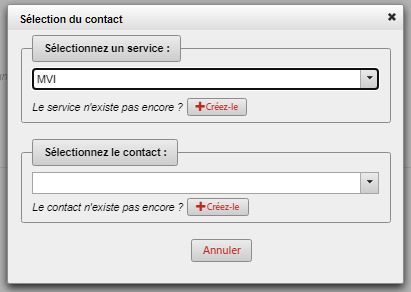 Sélection du contact
Sélectionnez un service :
MVI
Le service n'existe pas encore ? Créez-le
Sélectionnez le contact :
Le contact n'existe pas encore ? Créez-le
Annuler